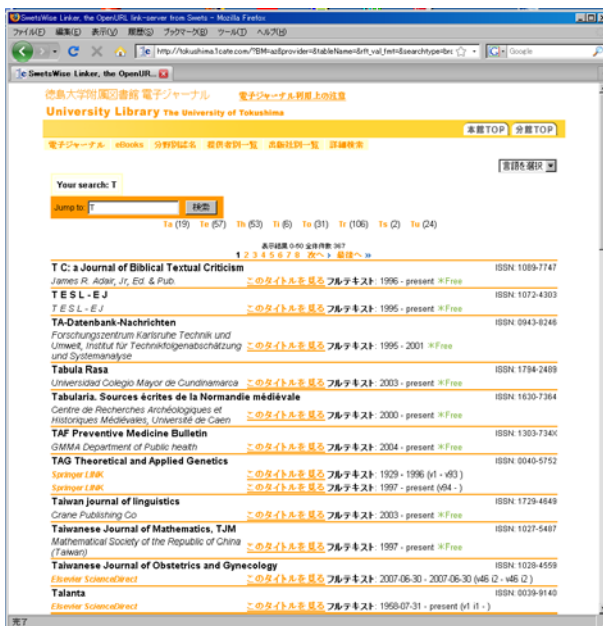 SwetsWise Linker, the OpenURL link-server from Swets - Mozilla Firefox
ファイル(F) 編集(E) 表示(V) 履歴(S) ブックマーク(B) ツール(T) ヘルプ(H)
http://tokushima.1cate.com/?BM=az&provider=&tableName=&rtt_val_fmt=&searchtype=br
Google
SwetsWise Linker, the OpenUR...
徳島大学附属図書館 電子ジャーナル 電子ジャーナル利用上の注意
University Library The University of Tokushima
本館TOP 分館TOP
電子ジャーナル eBooks 分野別誌名 提供者別一覧 出版社別一覧 詳細検索
言語を選択
Your search: T
Jump to: T 検索
Ta (19) Te (57) Th (53) Ti (6) To (31) Tr (106) Ts (2) Tu (24)
表示結果 0-50 全体件数 367
1 2 3 4 5 6 7 8 次へ › 最後へ »
T C: a Journal of Biblical Textual Criticism ISSN: 1089-7747
James R. Adair, Jr, Ed. & Pub. このタイトルを見る フルテキスト: 1996 - present *Free
T E S L - E J ISSN: 1072-4303
T E S L - E J このタイトルを見る フルテキスト: 1995 - present *Free
TA-Datenbank-Nachrichten ISSN: 0943-8246
Forschungszentrum Karlsruhe Technik und
Umwelt, Institut für Technikfolgenabschätzung このタイトルを見る フルテキスト: 1995 - 2001 *Free
und Systemanalyse
Tabula Rasa ISSN: 1794-2489
Universidad Colegio Mayor de Cundinamarca このタイトルを見る フルテキスト: 2003 - present *Free
Tabularia. Sources écrites de la Normandie médiévale ISSN: 1630-7364
Centre de Recherches Archéologiques et
Historiques Médiévales, Université de Caen このタイトルを見る フルテキスト: 2000 - present *Free
TAF Preventive Medicine Bulletin ISSN: 1303-734X
GMMA Department of Public health このタイトルを見る フルテキスト: 2004 - present *Free
TAG Theoretical and Applied Genetics ISSN: 0040-5752
Springer LINK このタイトルを見る フルテキスト: 1929 - 1996 (v1 - v93 )
Springer LINK このタイトルを見る フルテキスト: 1997 - present (v94 - )
Taiwan journal of linguistics ISSN: 1729-4649
Crane Publishing Co このタイトルを見る フルテキスト: 2003 - present *Free
Taiwanese Journal of Mathematics, TJM ISSN: 1027-5487
Mathematical Society of the Republic of China
(Taiwan) このタイトルを見る フルテキスト: 1997 - present *Free
Taiwanese Journal of Obstetrics and Gynecology ISSN: 1028-4559
Elsevier ScienceDirect このタイトルを見る フルテキスト: 2007-06-30 - 2007-06-30 (v46 i2 - v46 i2 )
Talanta ISSN: 0039-9140
Elsevier ScienceDirect このタイトルを見る フルテキスト: 1958-07-31 - present (v1 i1 - )
完了